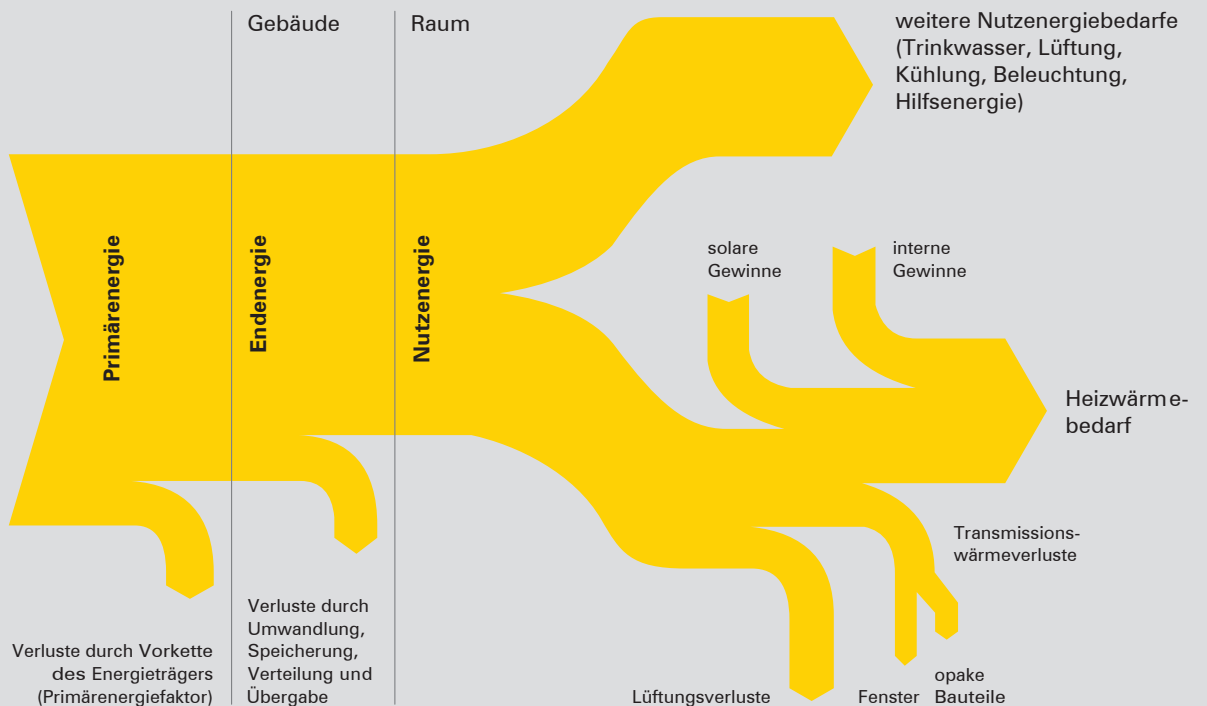 Gebäude
Raum
weitere Nutzenergiebedarfe
(Trinkwasser, Lüftung,
Kühlung, Beleuchtung,
Hilfsenergie)
Primärenergie
Endenergie
Nutzenergie
solare
Gewinne
interne
Gewinne
Heizwärme-
bedarf
Transmissions-
wärmeverluste
Verluste durch Vorkette
des Energieträgers
(Primärenergiefaktor)
Verluste durch
Umwandlung,
Speicherung,
Verteilung und
Übergabe
Lüftungsverluste
Fenster
opake
Bauteile